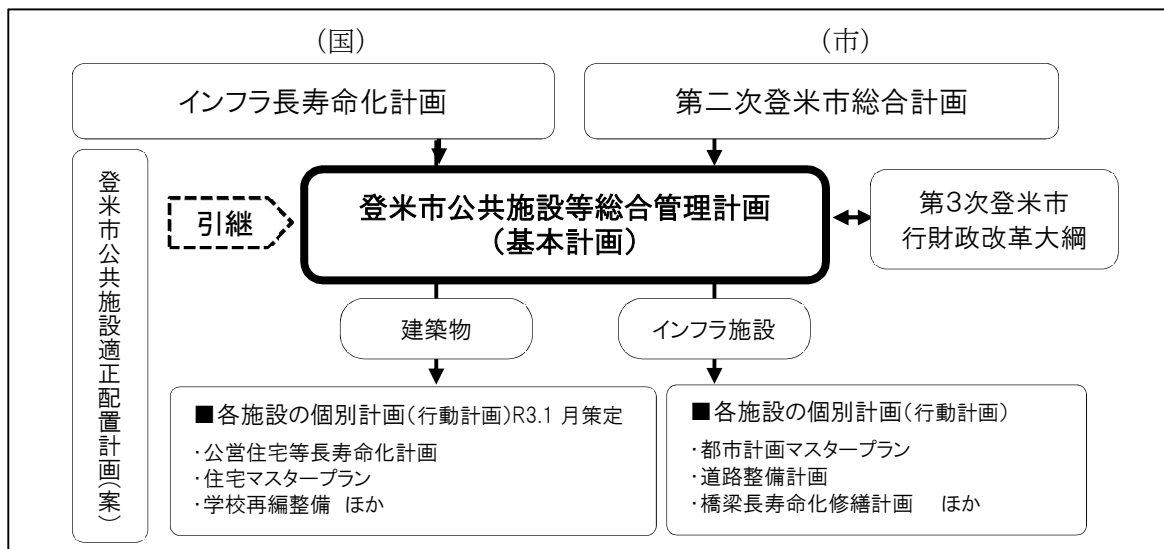 （国）
（市）
インフラ長寿命化計画
第二次登米市総合計画
登米市公共施設適正配置計画(案)
引継
登米市公共施設等総合管理計画
（基本計画）
第3次登米市
行財政改革大綱
建築物
インフラ施設
■各施設の個別計画(行動計画)R3.1月策定
・公営住宅等長寿命化計画
・住宅マスタープラン
・学校再編整備 ほか
■各施設の個別計画(行動計画)
・都市計画マスタープラン
・道路整備計画
・橋梁長寿命化修繕計画 ほか